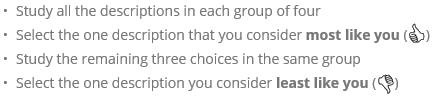 • Study all the descriptions in each group of four
• Select the one description that you consider most like you (👍)
• Study the remaining three choices in the same group
• Select the one description you consider least like you (👎)